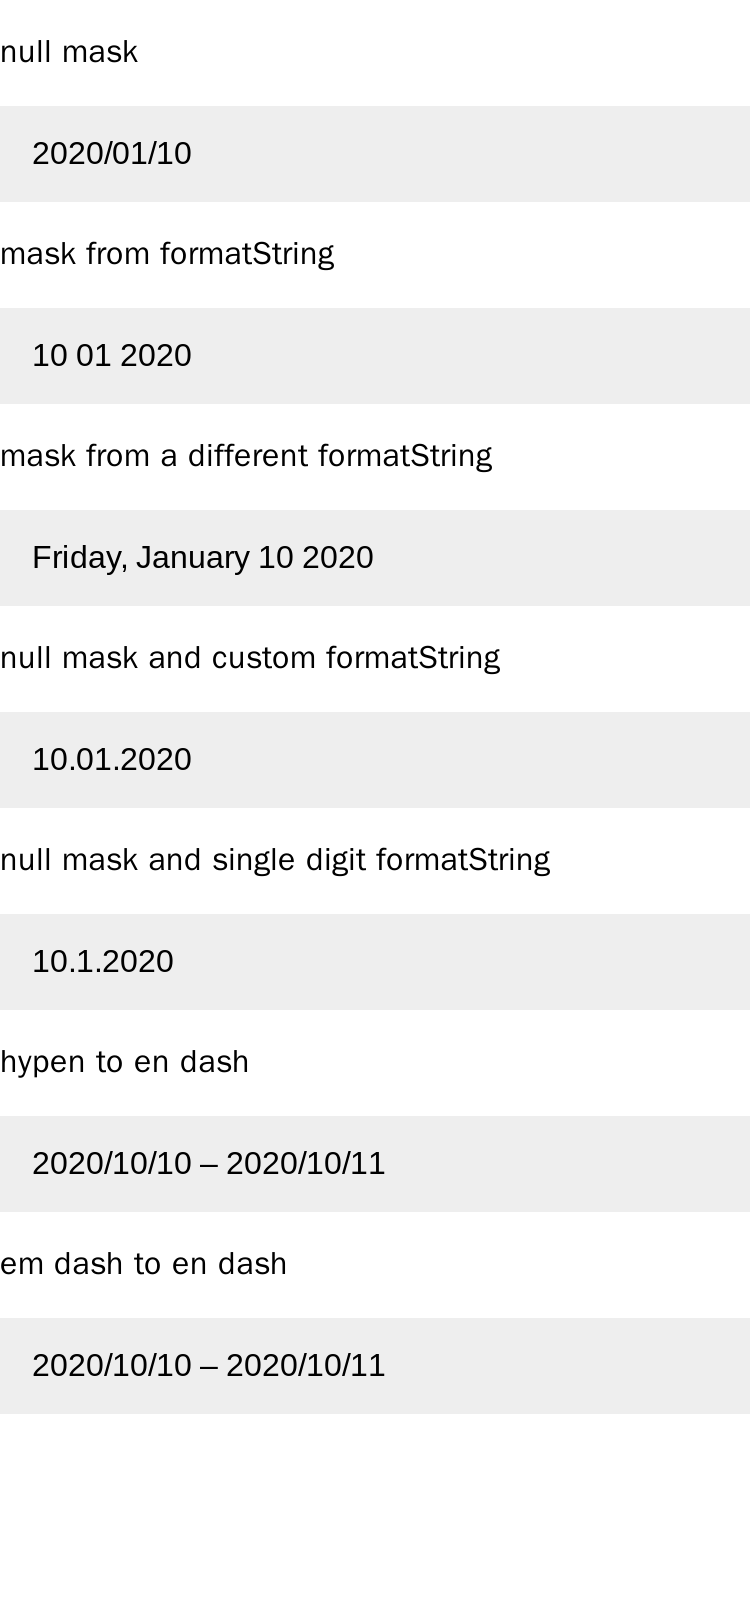 null mask
2020/01/10
mask from formatString
10 01 2020
mask from a different formatString
Friday, January 10 2020
null mask and custom formatString
10.01.2020
null mask and single digit formatString
10.1.2020
hypen to en dash
2020/10/10 – 2020/10/11
em dash to en dash
2020/10/10 – 2020/10/11